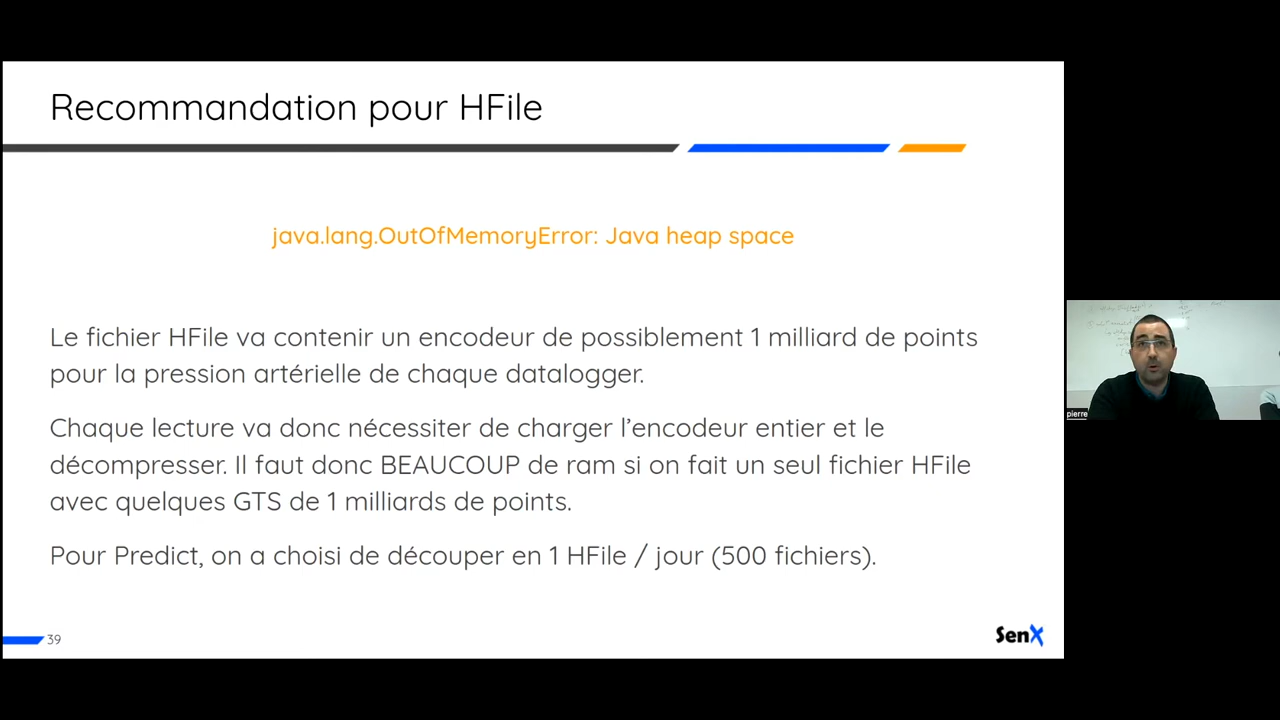 Recommandation pour HFile
java.lang.OutOfMemoryError: Java heap space
Le fichier HFile va contenir un encodeur de possiblement 1 milliard de points
pour la pression artérielle de chaque datalogger.
Chaque lecture va donc nécessiter de charger l’encodeur entier et le
décompresser. Il faut donc BEAUCOUP de ram si on fait un seul fichier HFile
avec quelques GTS de 1 milliards de points.
Pour Predict, on a choisi de découper en 1 HFile / jour (500 fichiers).
39
SenX
pierre